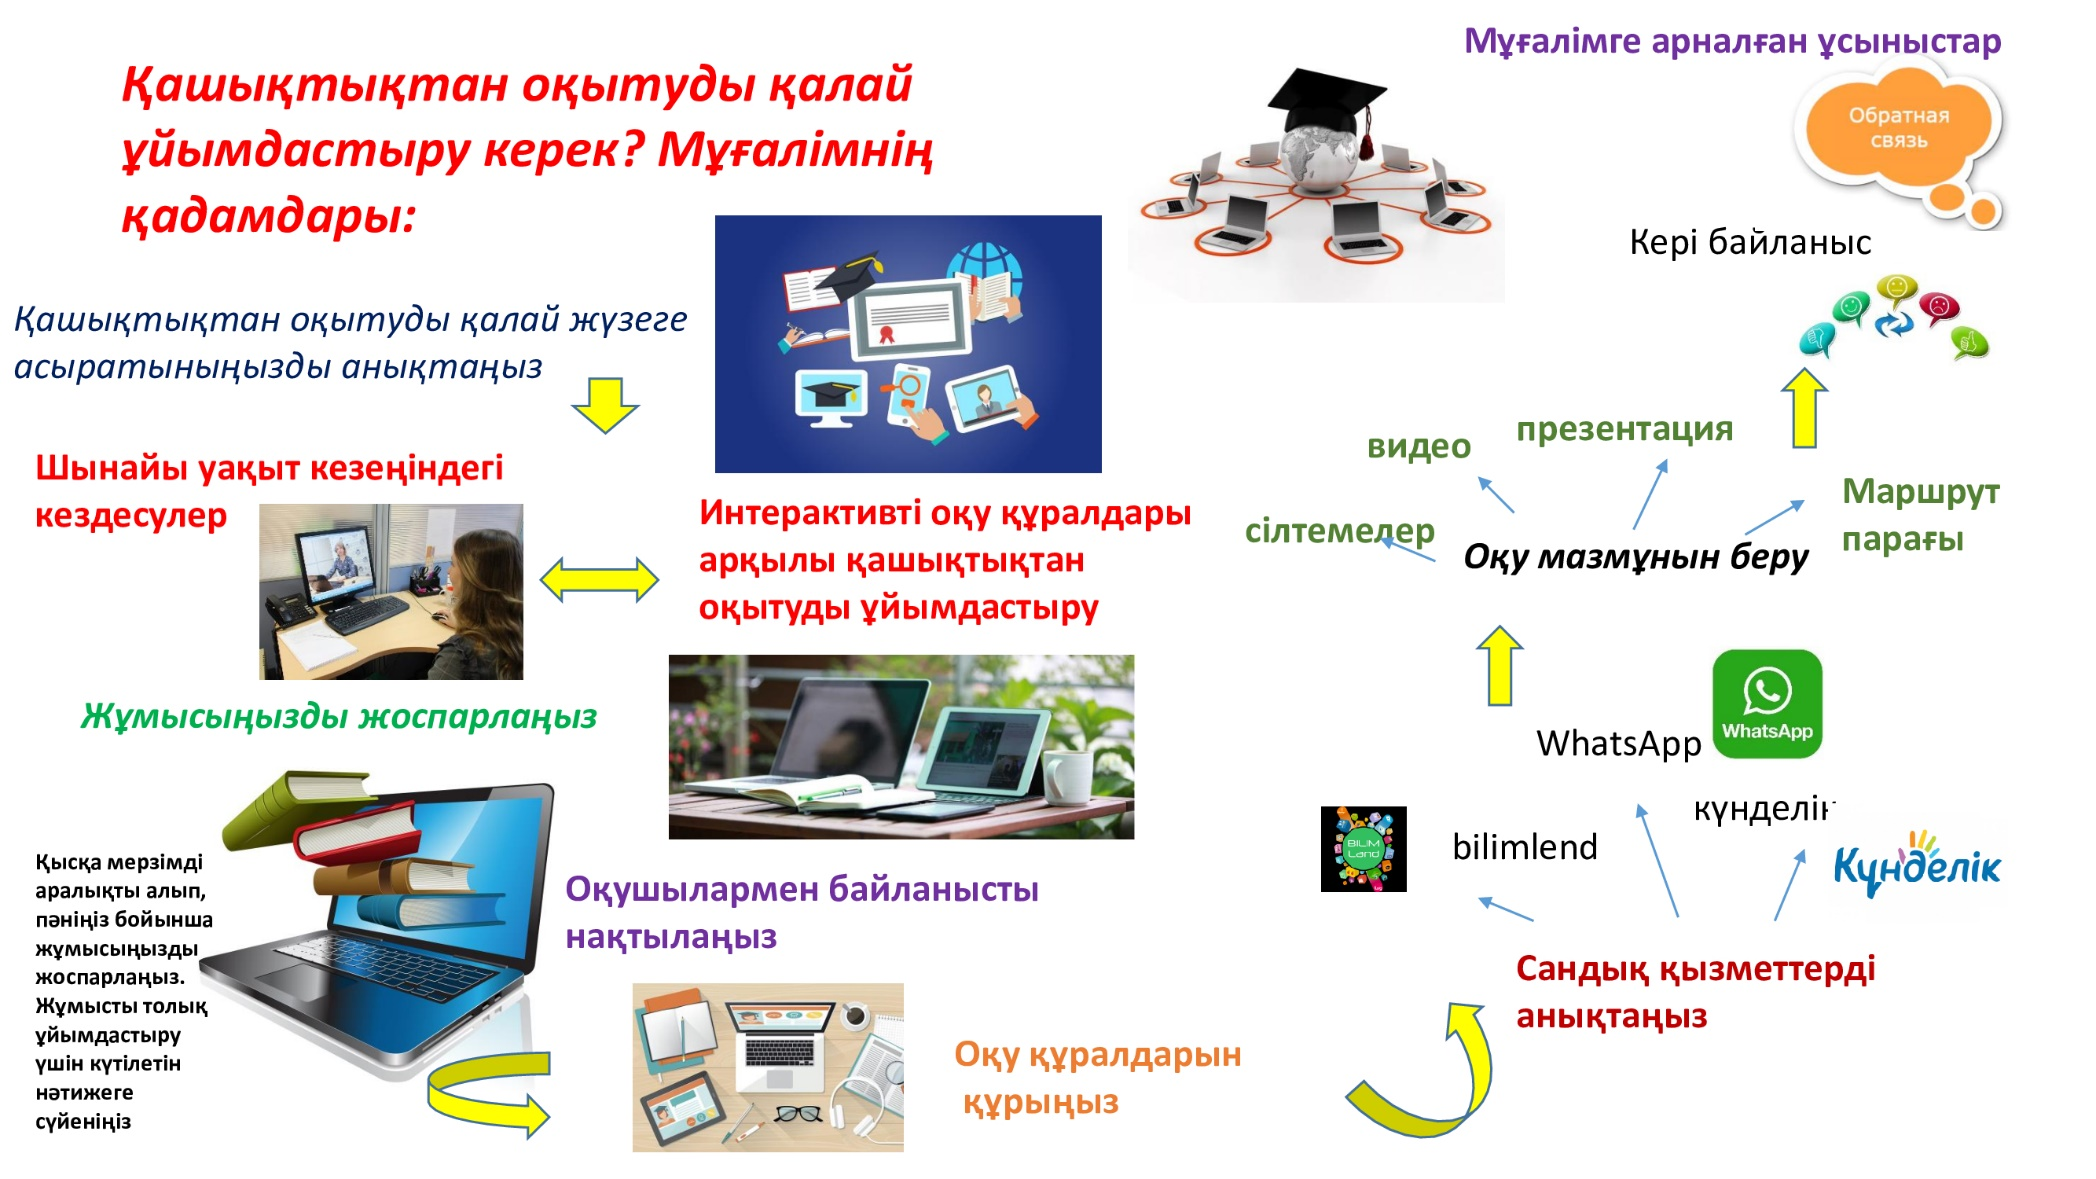 Қашықтықтан оқытуды қалай
ұйымдастыру керек? Мұғалімнің
қадамдары:
Қашықтықтан оқытуды қалай жүзеге
асыратыныңызды анықтаңыз
Шынайы уақыт кезеңіндегі
кездесулер
Интерактивті оқу құралдары
арқылы қашықтықтан
оқытуды ұйымдастыру
Жұмысыңызды жоспарлаңыз
Қысқа мерзімді
аралықты алып,
пәніңіз бойынша
жұмысыңызды
жоспарлаңыз.
Жұмысты толық
ұйымдастыру
үшін күтілетін
нәтижеге
сүйеніңіз
Оқушылармен байланысты
нақтылаңыз
Оқу құралдарын
құрыңыз
Мұғалімге арналған ұсыныстар
Обратная
связь
Кері байланыс
видео
презентация
сілтемелер
Маршрут
парағы
Оқу мазмұнын беру
WhatsApp
WhatsApp
күнделік
BILIM
Land
bilimlend
Күнделік
Сандық қызметтерді
анықтаңыз